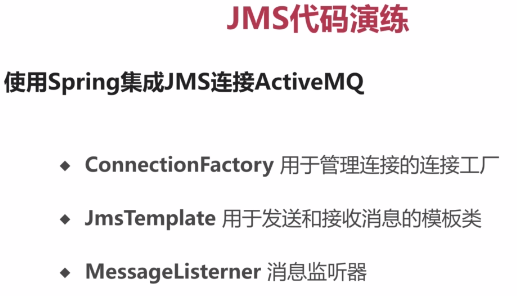 JMS代码演练
使用Spring集成JMS连接ActiveMQ
◆ ConnectionFactory 用于管理连接的连接工厂
◆ JmsTemplate 用于发送和接收消息的模板类
◆ MessageListerner 消息监听器